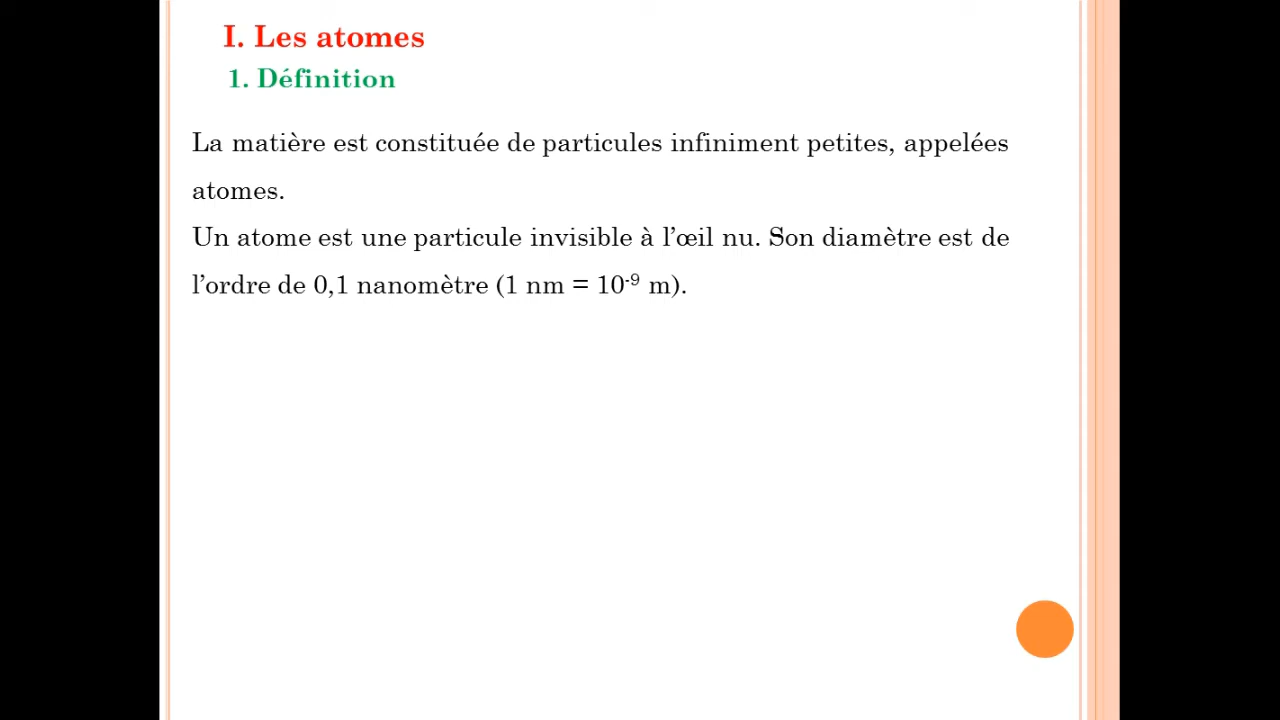 I. Les atomes
1. Définition
La matière est constituée de particules infiniment petites, appelées
atomes.
Un atome est une particule invisible à l’œil nu. Son diamètre est de
l’ordre de 0,1 nanomètre (1 nm = 10⁻⁹ m).